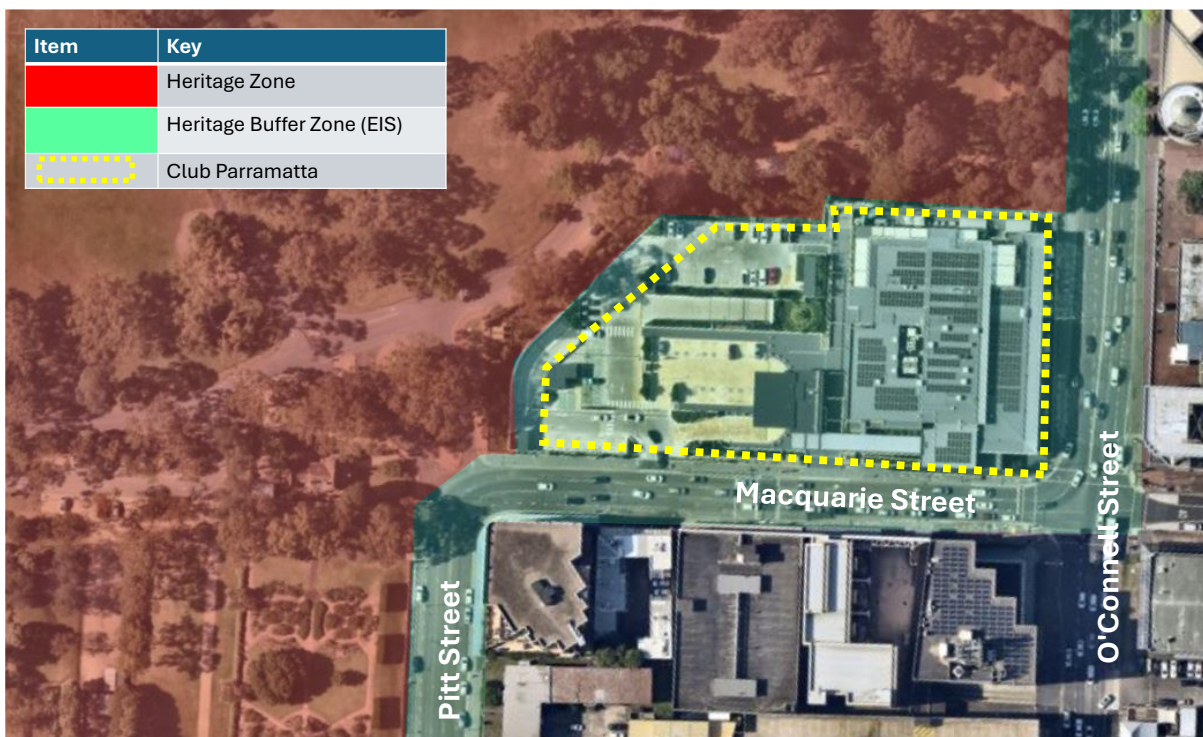 Item Key
Heritage Zone
Heritage Buffer Zone (EIS)
Club Parramatta
Macquarie Street
O'Connell Street
Pitt Street